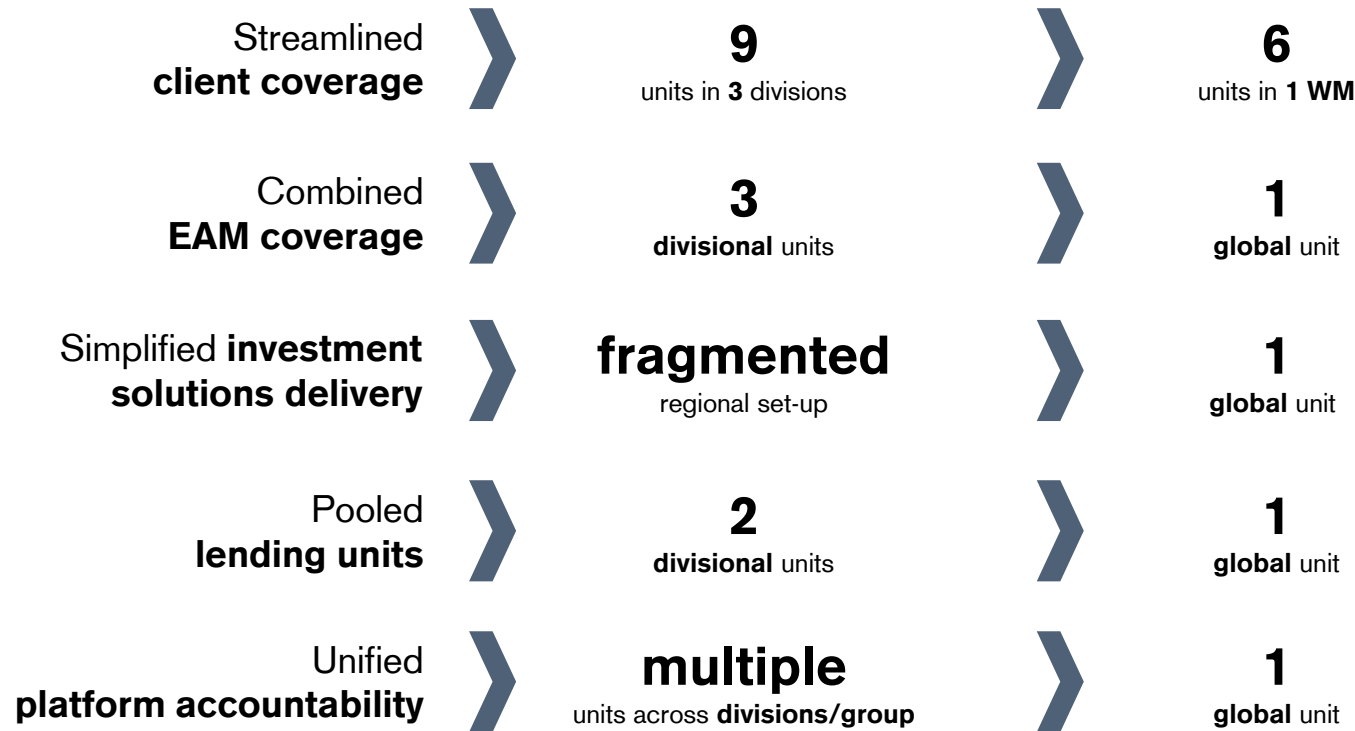 Streamlined
client coverage
9
units in 3 divisions
6
units in 1 WM
Combined
EAM coverage
3
divisional units
1
global unit
Simplified investment
solutions delivery
fragmented
regional set-up
1
global unit
Pooled
lending units
2
divisional units
1
global unit
Unified
platform accountability
multiple
units across divisions/group
1
global unit